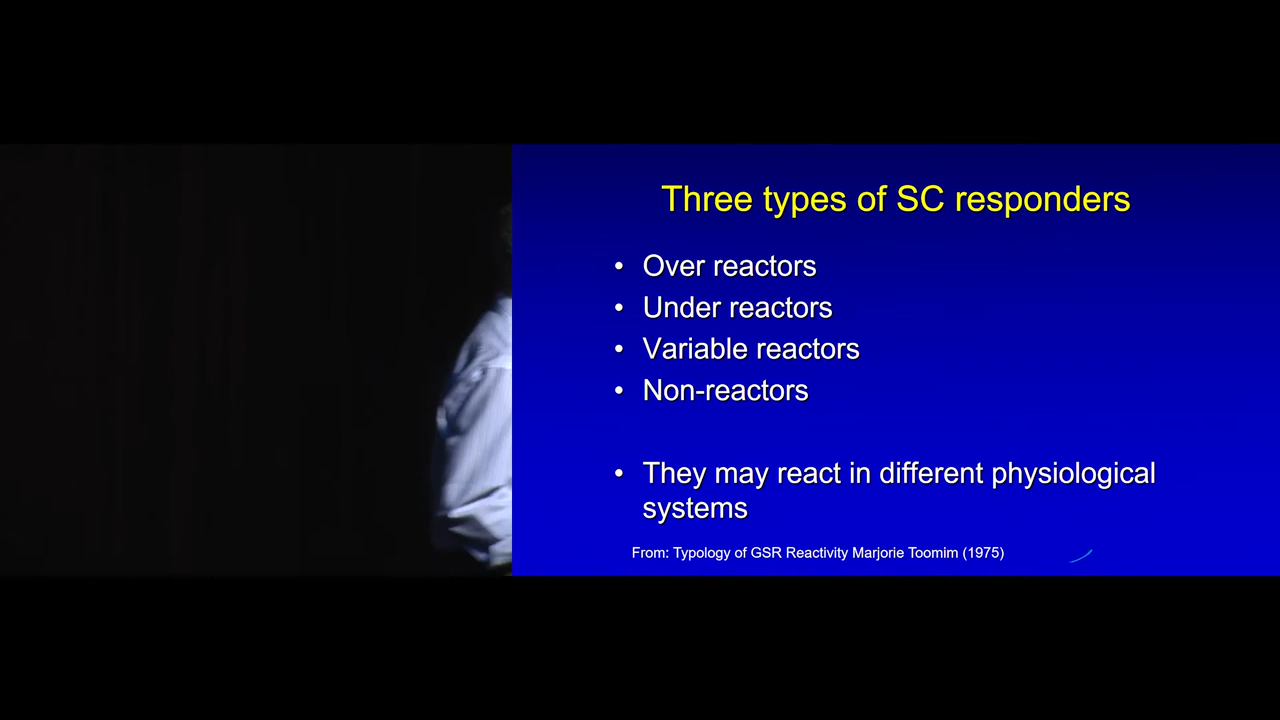 Three types of SC responders
• Over reactors
• Under reactors
• Variable reactors
• Non-reactors
• They may react in different physiological
systems
From: Typology of GSR Reactivity Marjorie Toomim (1975)